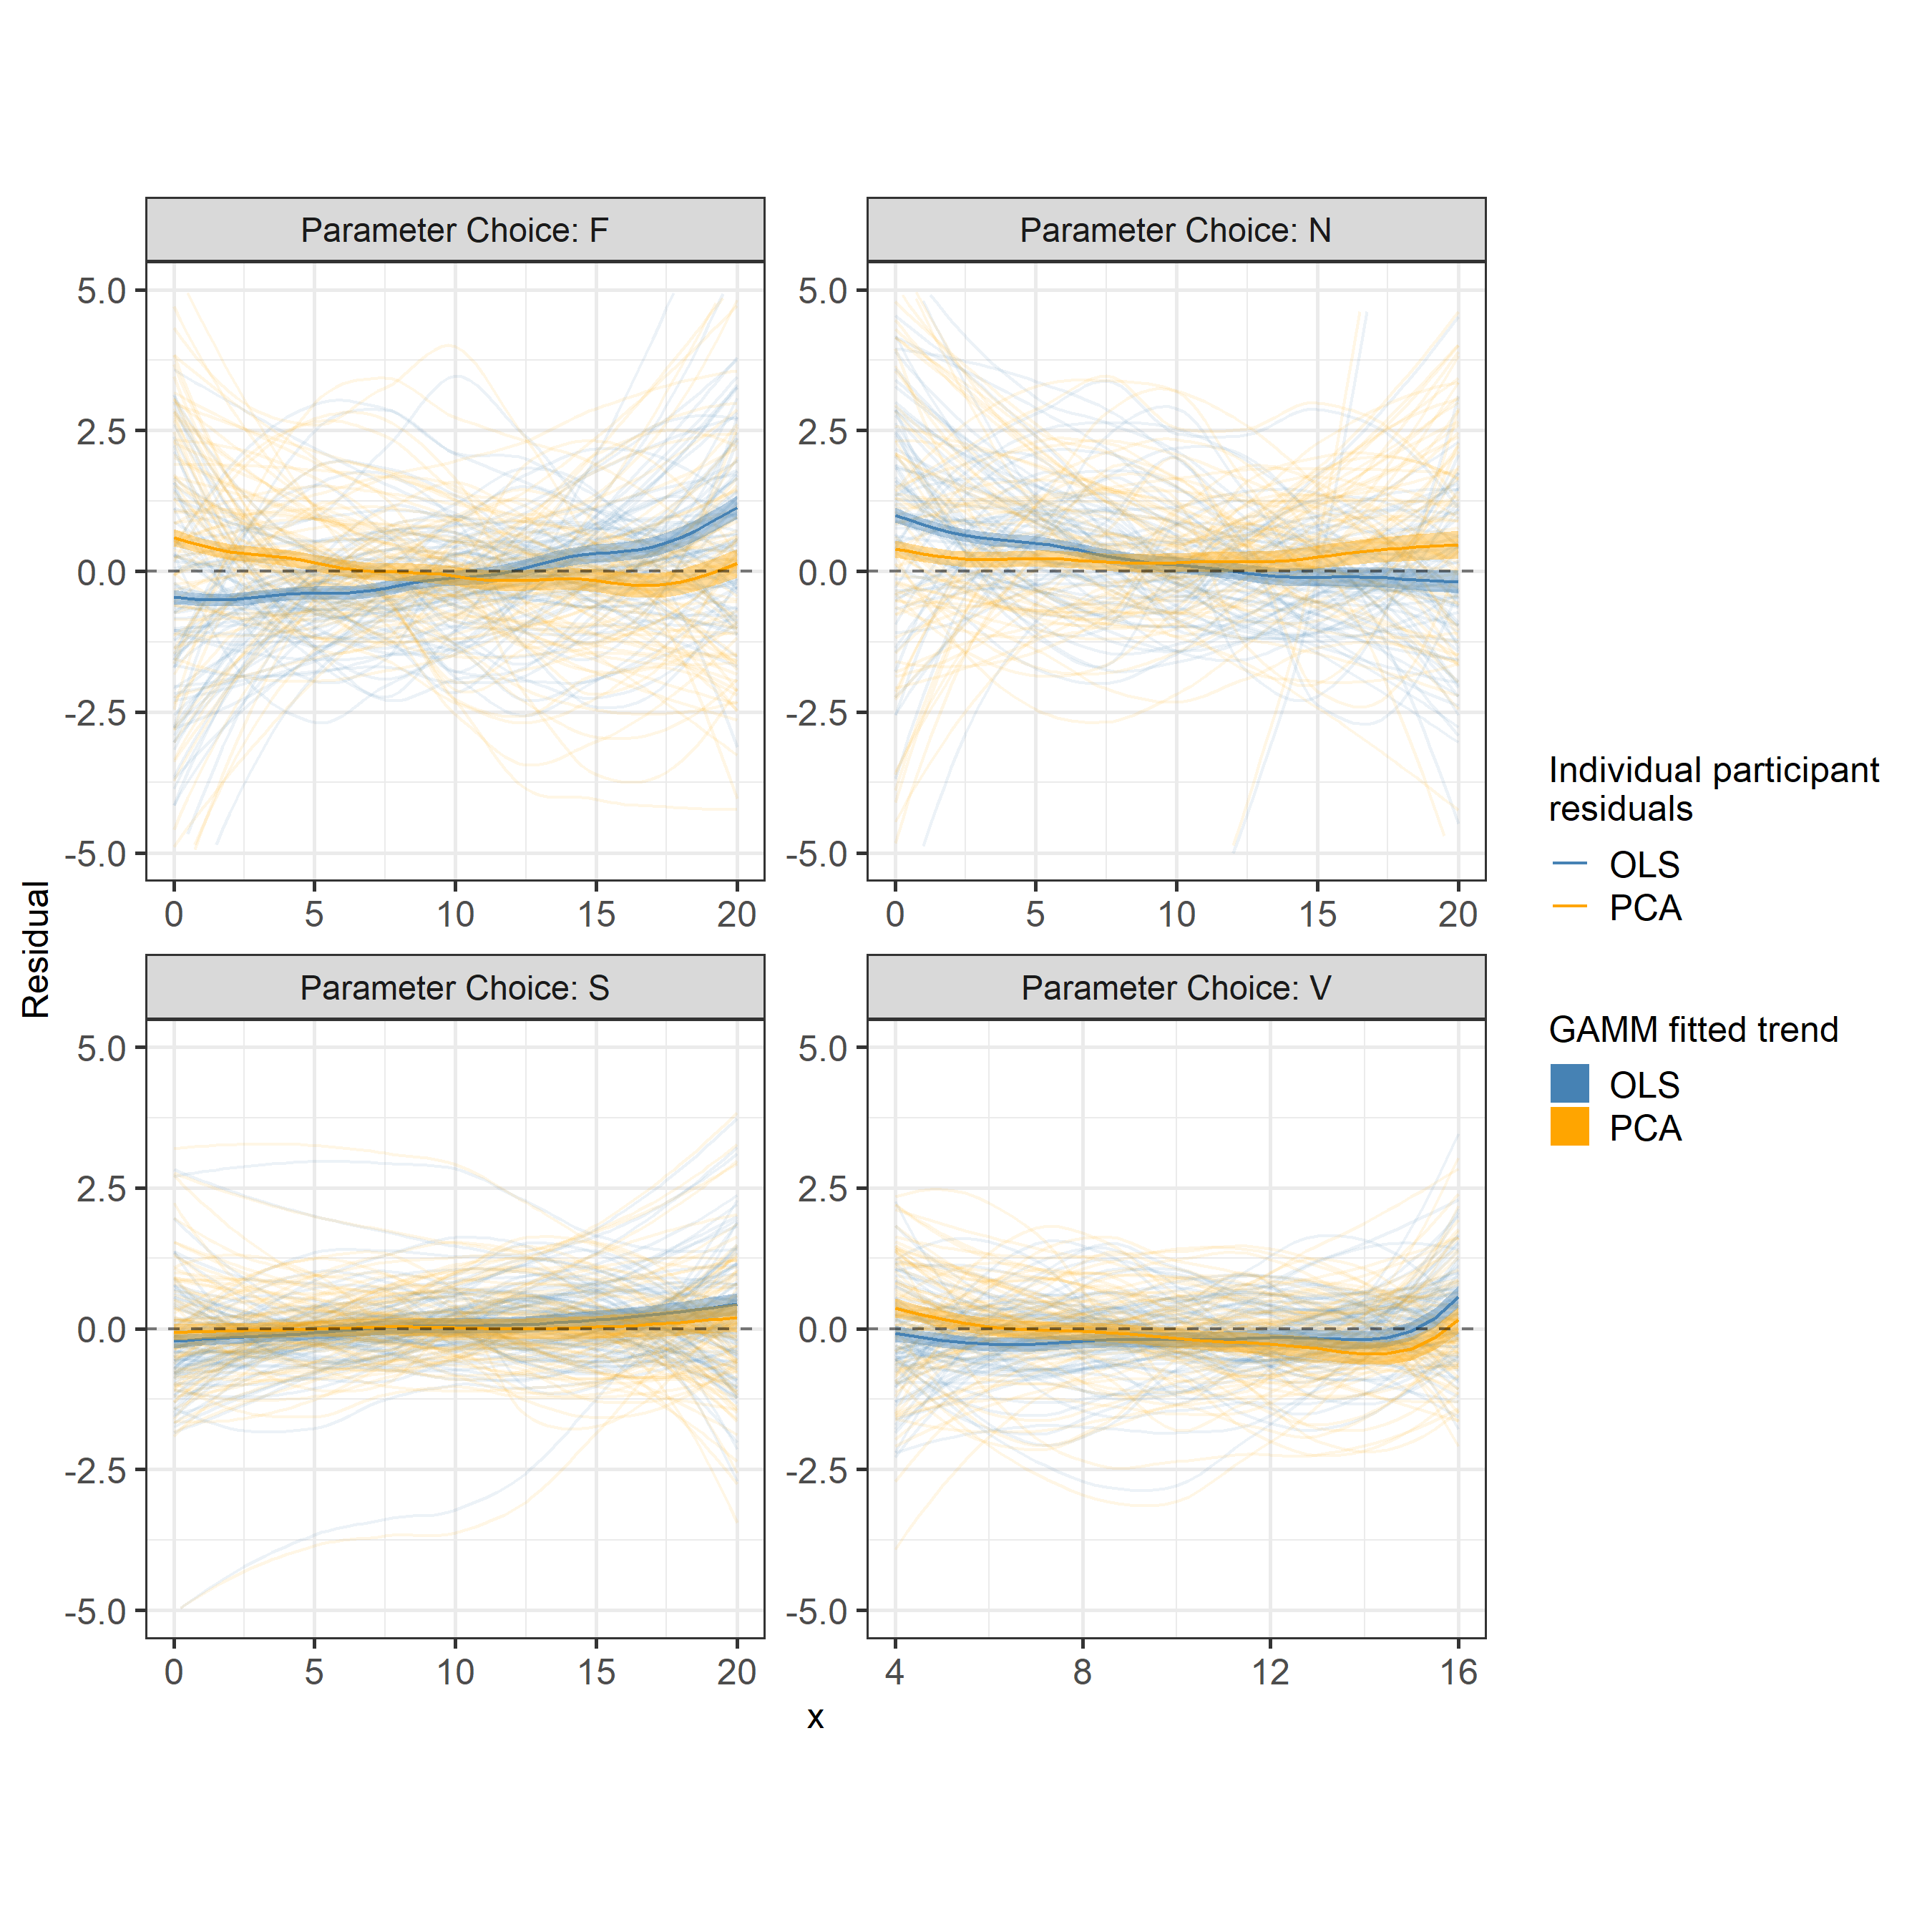 Parameter Choice: F
Parameter Choice: N
5.0
2.5
0.0
-2.5
-5.0
0 5 10 15 20
5.0
2.5
0.0
-2.5
-5.0
0 5 10 15 20
Parameter Choice: S
Parameter Choice: V
5.0
2.5
0.0
-2.5
-5.0
0 5 10 15 20
5.0
2.5
0.0
-2.5
-5.0
4 8 12 16
Residual
x
Individual participant
residuals
OLS
PCA
GAMM fitted trend
OLS
PCA